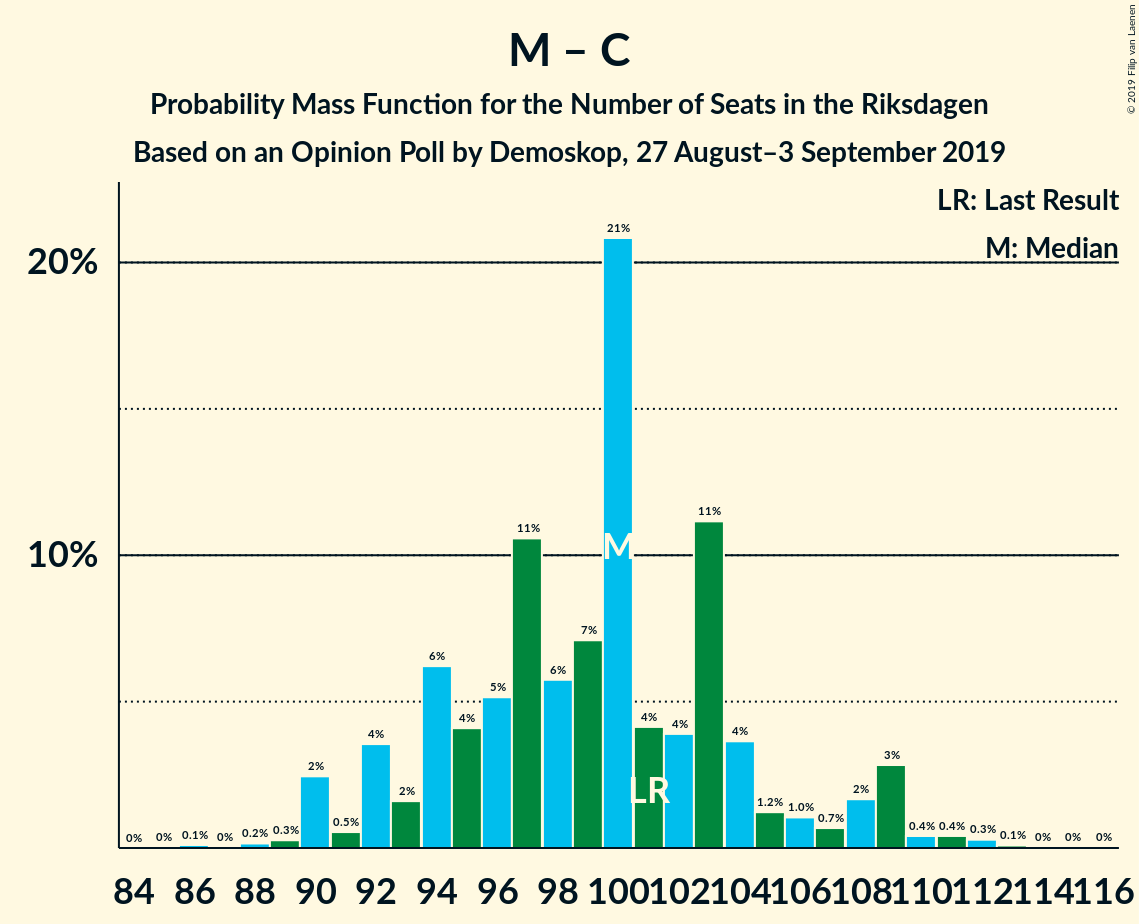 M – C
Probability Mass Function for the Number of Seats in the Riksdagen
Based on an Opinion Poll by Demoskop, 27 August–3 September 2019
© 2019 Filip van Laenen
LR: Last Result
M: Median
20%
10%
0% 0% 0.1% 0% 0.2% 0.3% 2% 0.5% 4% 2% 6% 4% 5% 11% 6% 7% 21% 4% 4% 11% 4% 1.2% 1.0% 0.7% 2% 3% 0.4% 0.4% 0.3% 0.1% 0% 0% 0%
M
LR
84 86 88 90 92 94 96 98 100 102 104 106 108 110 112 114 116